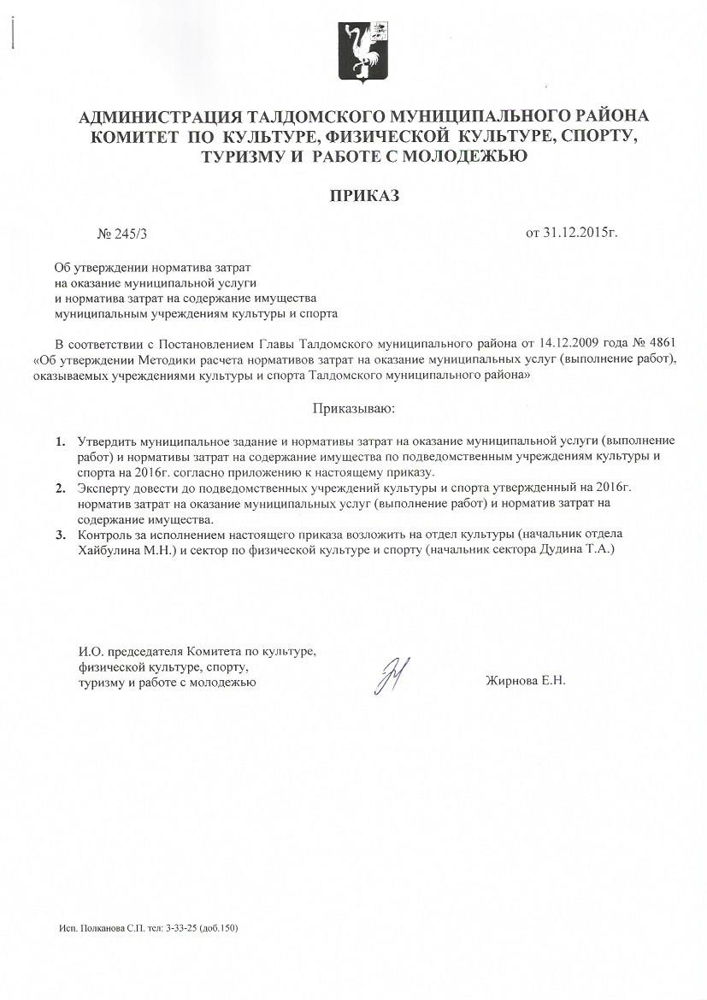 АДМИНИСТРАЦИЯ ТАЛДОМСКОГО МУНИЦИПАЛЬНОГО РАЙОНА
КОМИТЕТ ПО КУЛЬТУРЕ, ФИЗИЧЕСКОЙ КУЛЬТУРЕ, СПОРТУ,
ТУРИЗМУ И РАБОТЕ С МОЛОДЕЖЬЮ
ПРИКАЗ
№ 245/3 от 31.12.2015г.
Об утверждении норматива затрат
на оказание муниципальной услуги
и норматива затрат на содержание имущества
муниципальным учреждениям культуры и спорта
В соответствии с Постановлением Главы Талдомского муниципального района от 14.12.2009 года № 4861
«Об утверждении Методики расчета нормативов затрат на оказание муниципальных услуг (выполнение работ),
оказываемых учреждениями культуры и спорта Талдомского муниципального района»
Приказываю:
1. Утвердить муниципальное задание и нормативы затрат на оказание муниципальной услуги (выполнение
работ) и нормативы затрат на содержание имущества по подведомственным учреждениям культуры и
спорта на 2016г. согласно приложению к настоящему приказу.
2. Эксперту довести до подведомственных учреждений культуры и спорта утвержденный на 2016г.
норматив затрат на оказание муниципальных услуг (выполнение работ) и норматив затрат на
содержание имущества.
3. Контроль за исполнением настоящего приказа возложить на отдел культуры (начальник отдела
Хайбулина М.Н.) и сектор по физической культуре и спорту (начальник сектора Дудина Т.А.)
И.О. председателя Комитета по культуре,
физической культуре, спорту,
туризму и работе с молодежью Жирнова Е.Н.
Исп. Полканова С.П. тел: 3-33-25 (доб.150)